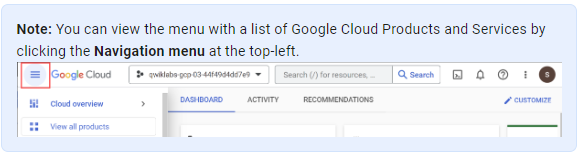 Note: You can view the menu with a list of Google Cloud Products and Services by
clicking the Navigation menu at the top-left.
Google Cloud
qwiklabs-gcp-03-44f49d4dd7e9
Search (/) for resources, ...
Search
S
Cloud overview
DASHBOARD
ACTIVITY
RECOMMENDATIONS
CUSTOMIZE
View all products